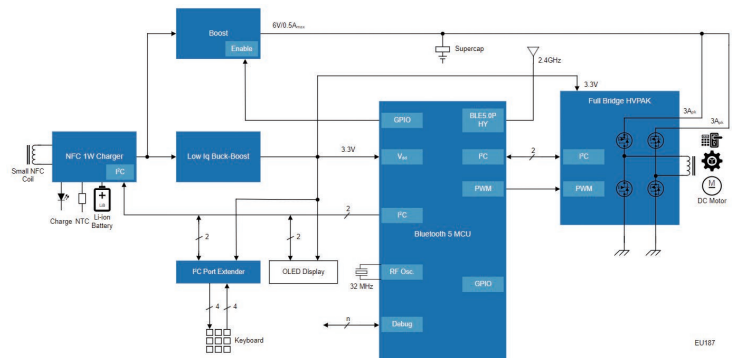 Boost
Enable
6V/0.5Amax
Supercap
2.4GHz
3.3V
Full Bridge HVPAK
3Apk
3Apk
GPIO
BLE5.0P
HY
NFC 1W Charger
I²C
Small NFC
Coil
Low Iq Buck-Boost
3.3V
I²C
2
I²C
PWM
PWM
M
DC Motor
Charge
NTC
Li-ion
Battery
2
I²C
Bluetooth 5 MCU
2
2
I²C Port Extender
OLED Display
RF Osc.
32 MHz
GPIO
4
4
n
Debug
Keyboard
EU187